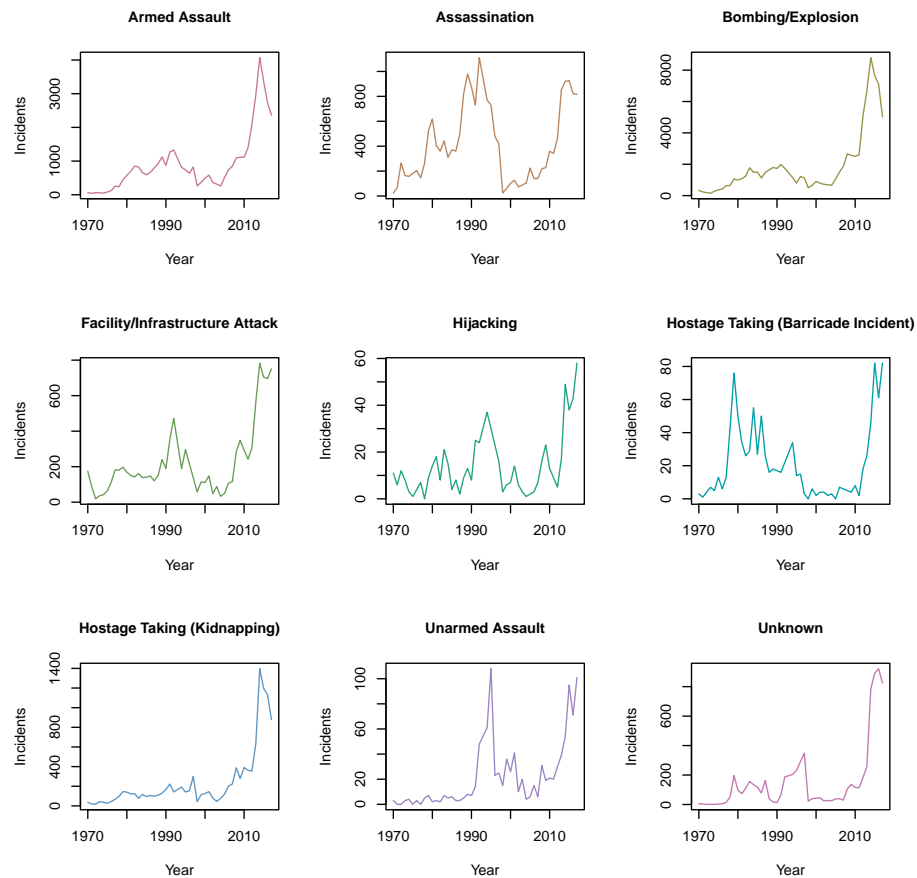 Armed Assault
Assassination
Bombing/Explosion
Incidents
0 1000 3000
1970 1990 2010
Year
Incidents
0 200 400 800
1970 1990 2010
Year
Incidents
0 2000 4000 8000
1970 1990 2010
Year
Facility/Infrastructure Attack
Hijacking
Hostage Taking (Barricade Incident)
Incidents
0 200 600
1970 1990 2010
Year
Incidents
0 10 20 40 60
1970 1990 2010
Year
Incidents
0 20 40 60 80
1970 1990 2010
Year
Hostage Taking (Kidnapping)
Unarmed Assault
Unknown
Incidents
0 400 800 1400
1970 1990 2010
Year
Incidents
0 20 60 100
1970 1990 2010
Year
Incidents
0 200 600
1970 1990 2010
Year